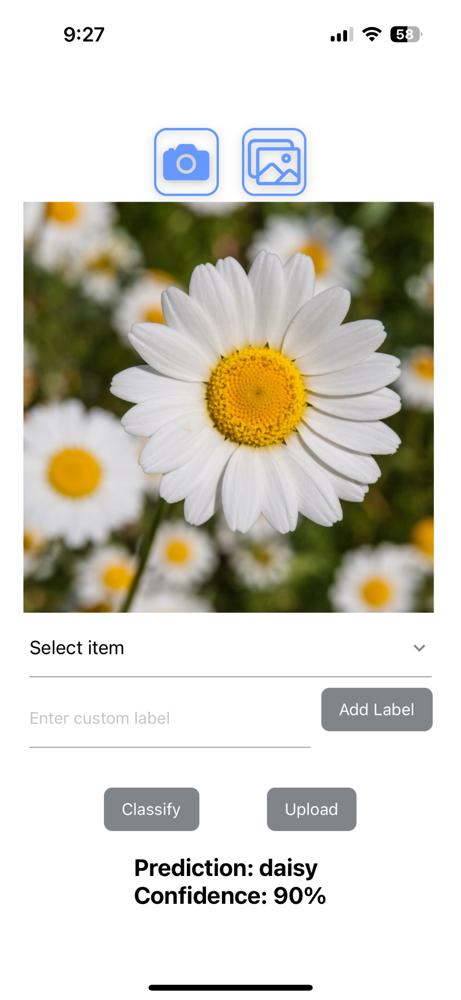 9:27
58
Select item
Enter custom label
Add Label
Classify
Upload
Prediction: daisy
Confidence: 90%